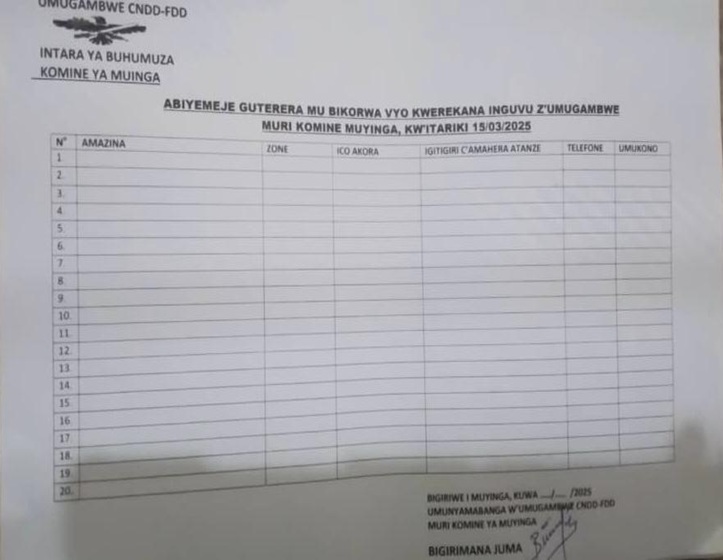 UMUGAMBWE CNDD-FDD
INTARA YA BUHUMUZA
KOMINE YA MUINGA
ABIYEMEJE GUTERERA MU BIKORWA VYO KWEREKANA INGUVU Z'UMUGAMBWE
MURI KOMINE MUYINGA, KW'ITARIKI 15/03/2025
N° AMAZINA ZONE ICO AKORA IGITIGIRI C'AMAHERA ATANZE TELEFONE UMUKONO
1.
2.
3.
4.
5.
6.
7.
8.
9.
10.
11.
12.
13.
14.
15.
16.
17.
18.
19.
20.
BIGIRIWE I MUYINGA, KUWA .../.... /2025
UMUNYAMABANGA W'UMUGAMBWE CNDD-FDD
MURI KOMINE YA MUYINGA
BIGIRIMANA JUMA